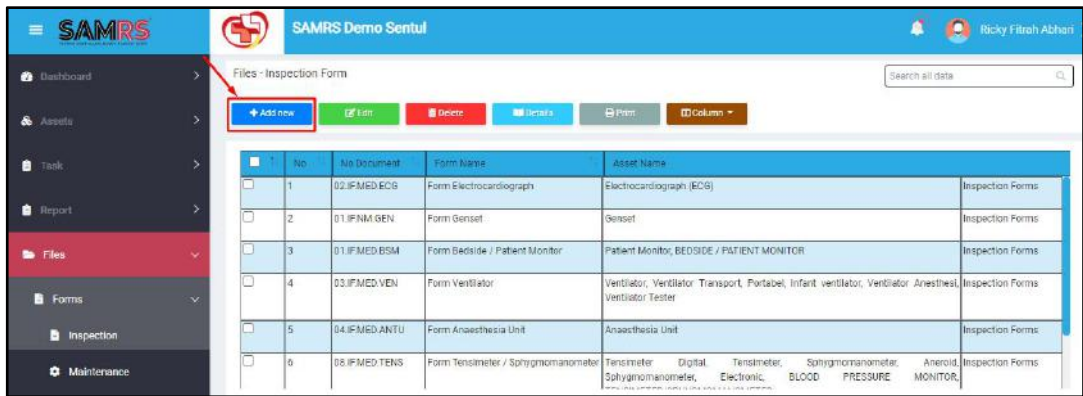 SAMRS
SAMRS Demo Sentul
Ricky Fitrah Abhari
Dashboard
Assets
Task
Report
Files
Forms
Inspection
Maintenance
Files - Inspection Form
Search all data
Add new
Edit
Delete
Details
Print
Column
No No Document Form Name Asset Name
1 02.IF.MED.ECG Form Electrocardiograph Electrocardiograph (ECG) Inspection Forms
2 01.IF.NM.GEN Form Genset Genset Inspection Forms
3 01.IF.MED.BSM Form Bedside / Patient Monitor Patient Monitor, BEDSIDE / PATIENT MONITOR Inspection Forms
4 03.IF.MED.VEN Form Ventilator Ventilator, Ventilator Transport, Portabel, Infant ventilator, Ventilator Anesthesi, Inspection Forms
Ventilator Tester
5 04.IF.MED.ANTU Form Anaesthesia Unit Anaesthesia Unit Inspection Forms
6 08.IF.MED.TENS Form Tensimeter / Sphygmomanometer Tensimeter Digital, Tensimeter, Sphygmomanometer, Aneroid, Inspection Forms
Sphygmomanometer, Electronic, BLOOD PRESSURE MONITOR,